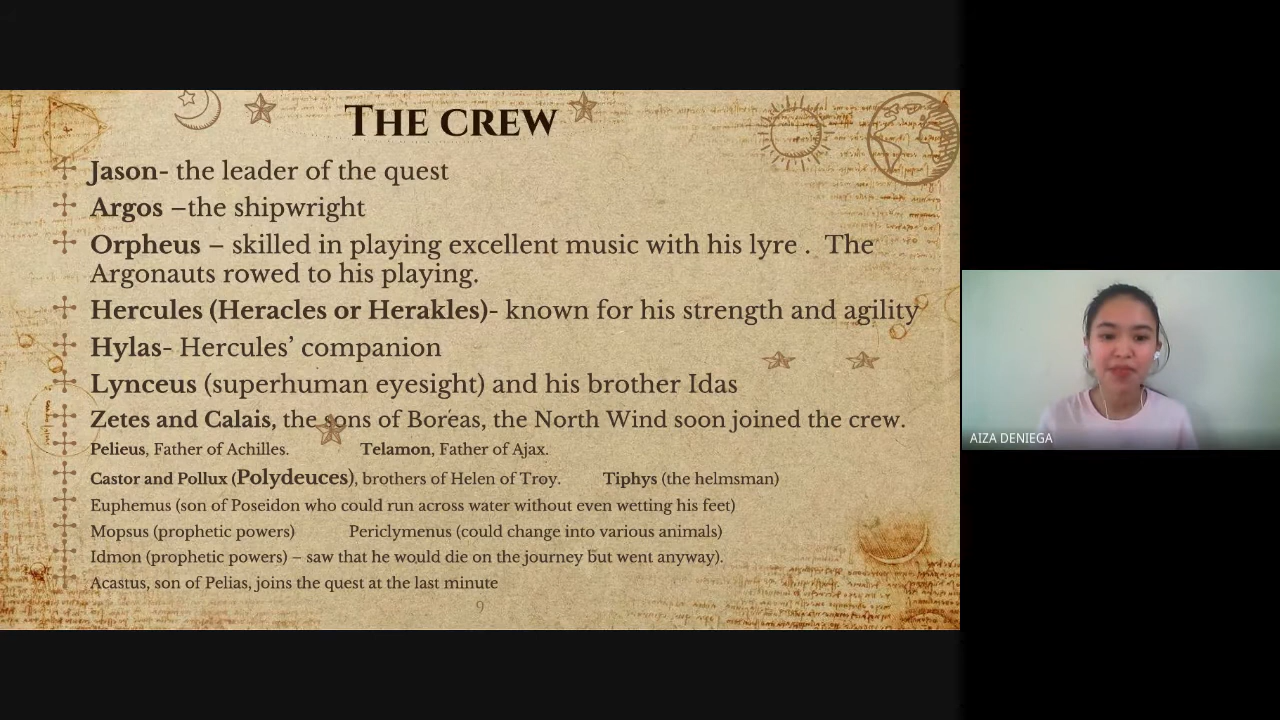 The crew
Jason- the leader of the quest
Argos –the shipwright
Orpheus – skilled in playing excellent music with his lyre . The
Argonauts rowed to his playing.
Hercules (Heracles or Herakles)- known for his strength and agility
Hylas- Hercules’ companion
Lynceus (superhuman eyesight) and his brother Idas
Zetes and Calais, the sons of Boreas, the North Wind soon joined the crew.
Pelieus, Father of Achilles. Telamon, Father of Ajax.
Castor and Pollux (Polydeuces), brothers of Helen of Troy. Tiphys (the helmsman)
Euphemus (son of Poseidon who could run across water without even wetting his feet)
Mopsus (prophetic powers) Periclymenus (could change into various animals)
Idmon (prophetic powers) – saw that he would die on the journey but went anyway).
Acastus, son of Pelias, joins the quest at the last minute
9
AIZA DENIEGA